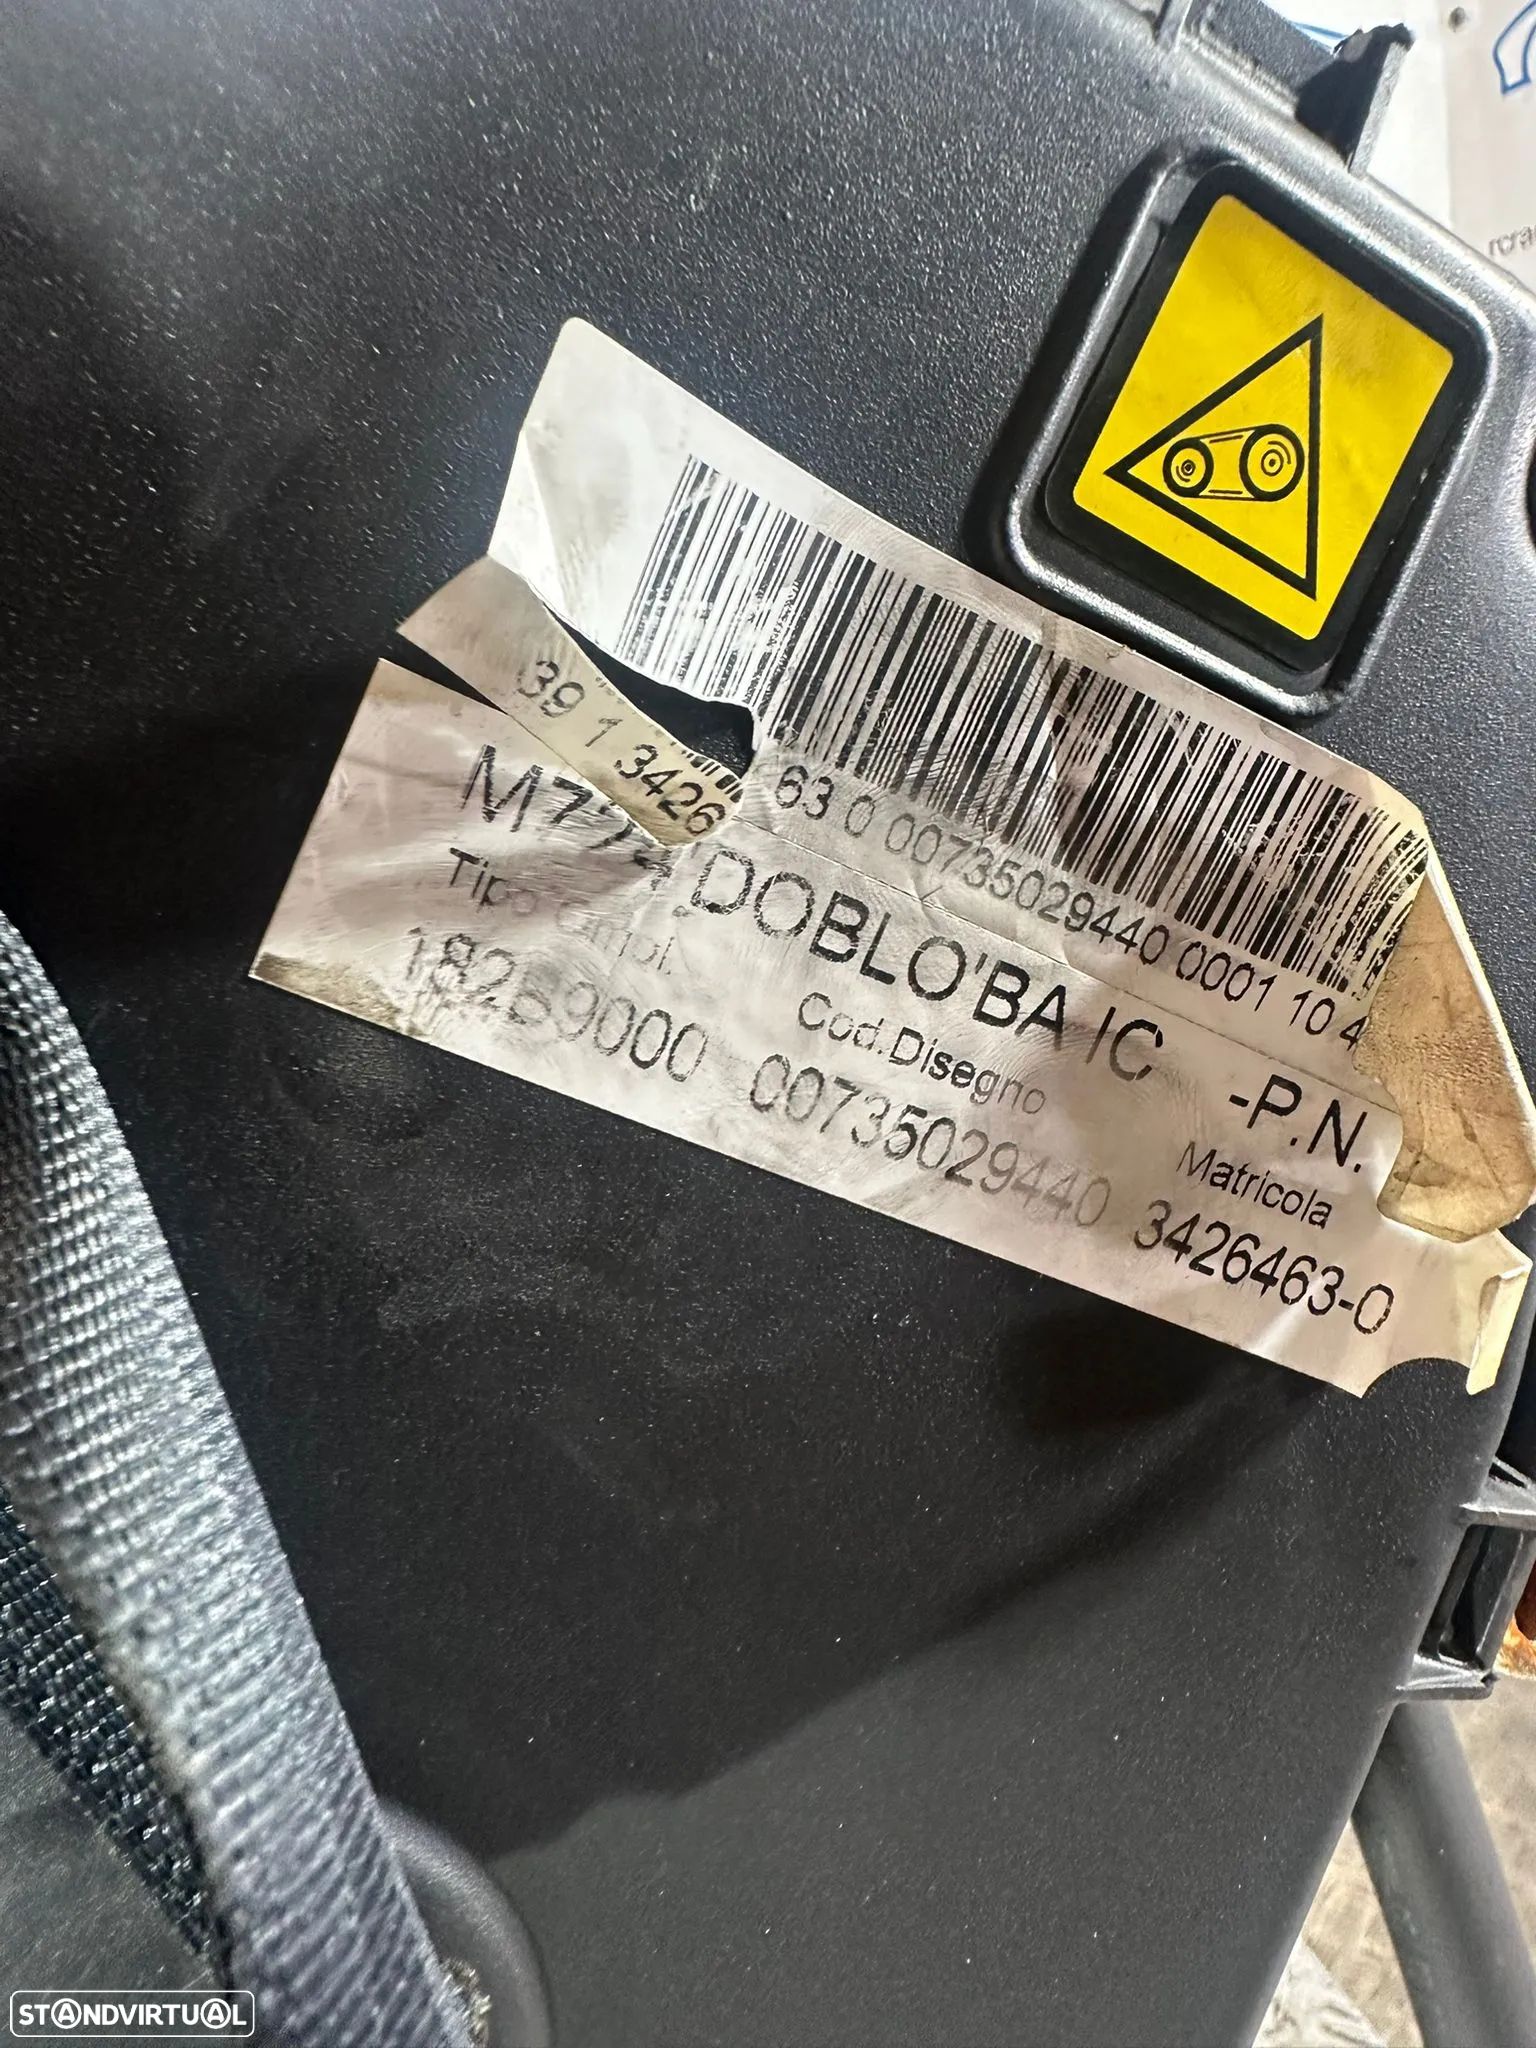 39 1 3426
63 0 00735029440 0001 10 4
DOBLO'BA IC -P.N.
Cod.Disegno Matricola
00735029440 3426463-0
STANDVIRTUAL